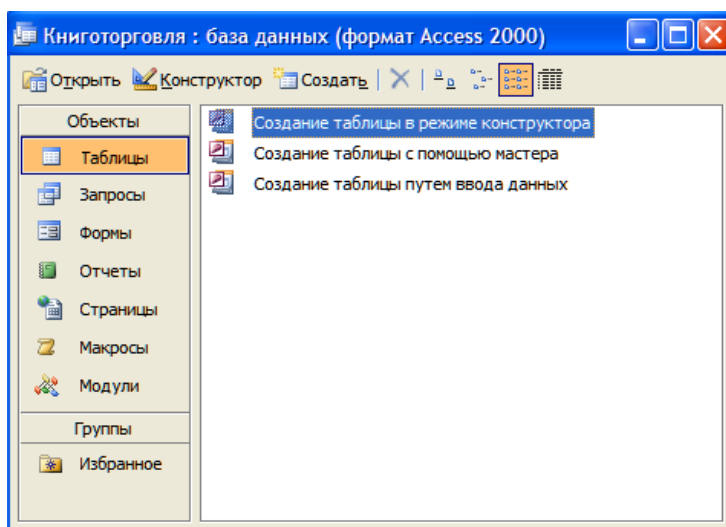 Книготорговля : база данных (формат Access 2000)
Открыть Конструктор Создать
Объекты
Таблицы
Запросы
Формы
Отчеты
Страницы
Макросы
Модули
Группы
Избранное
Создание таблицы в режиме конструктора
Создание таблицы с помощью мастера
Создание таблицы путем ввода данных